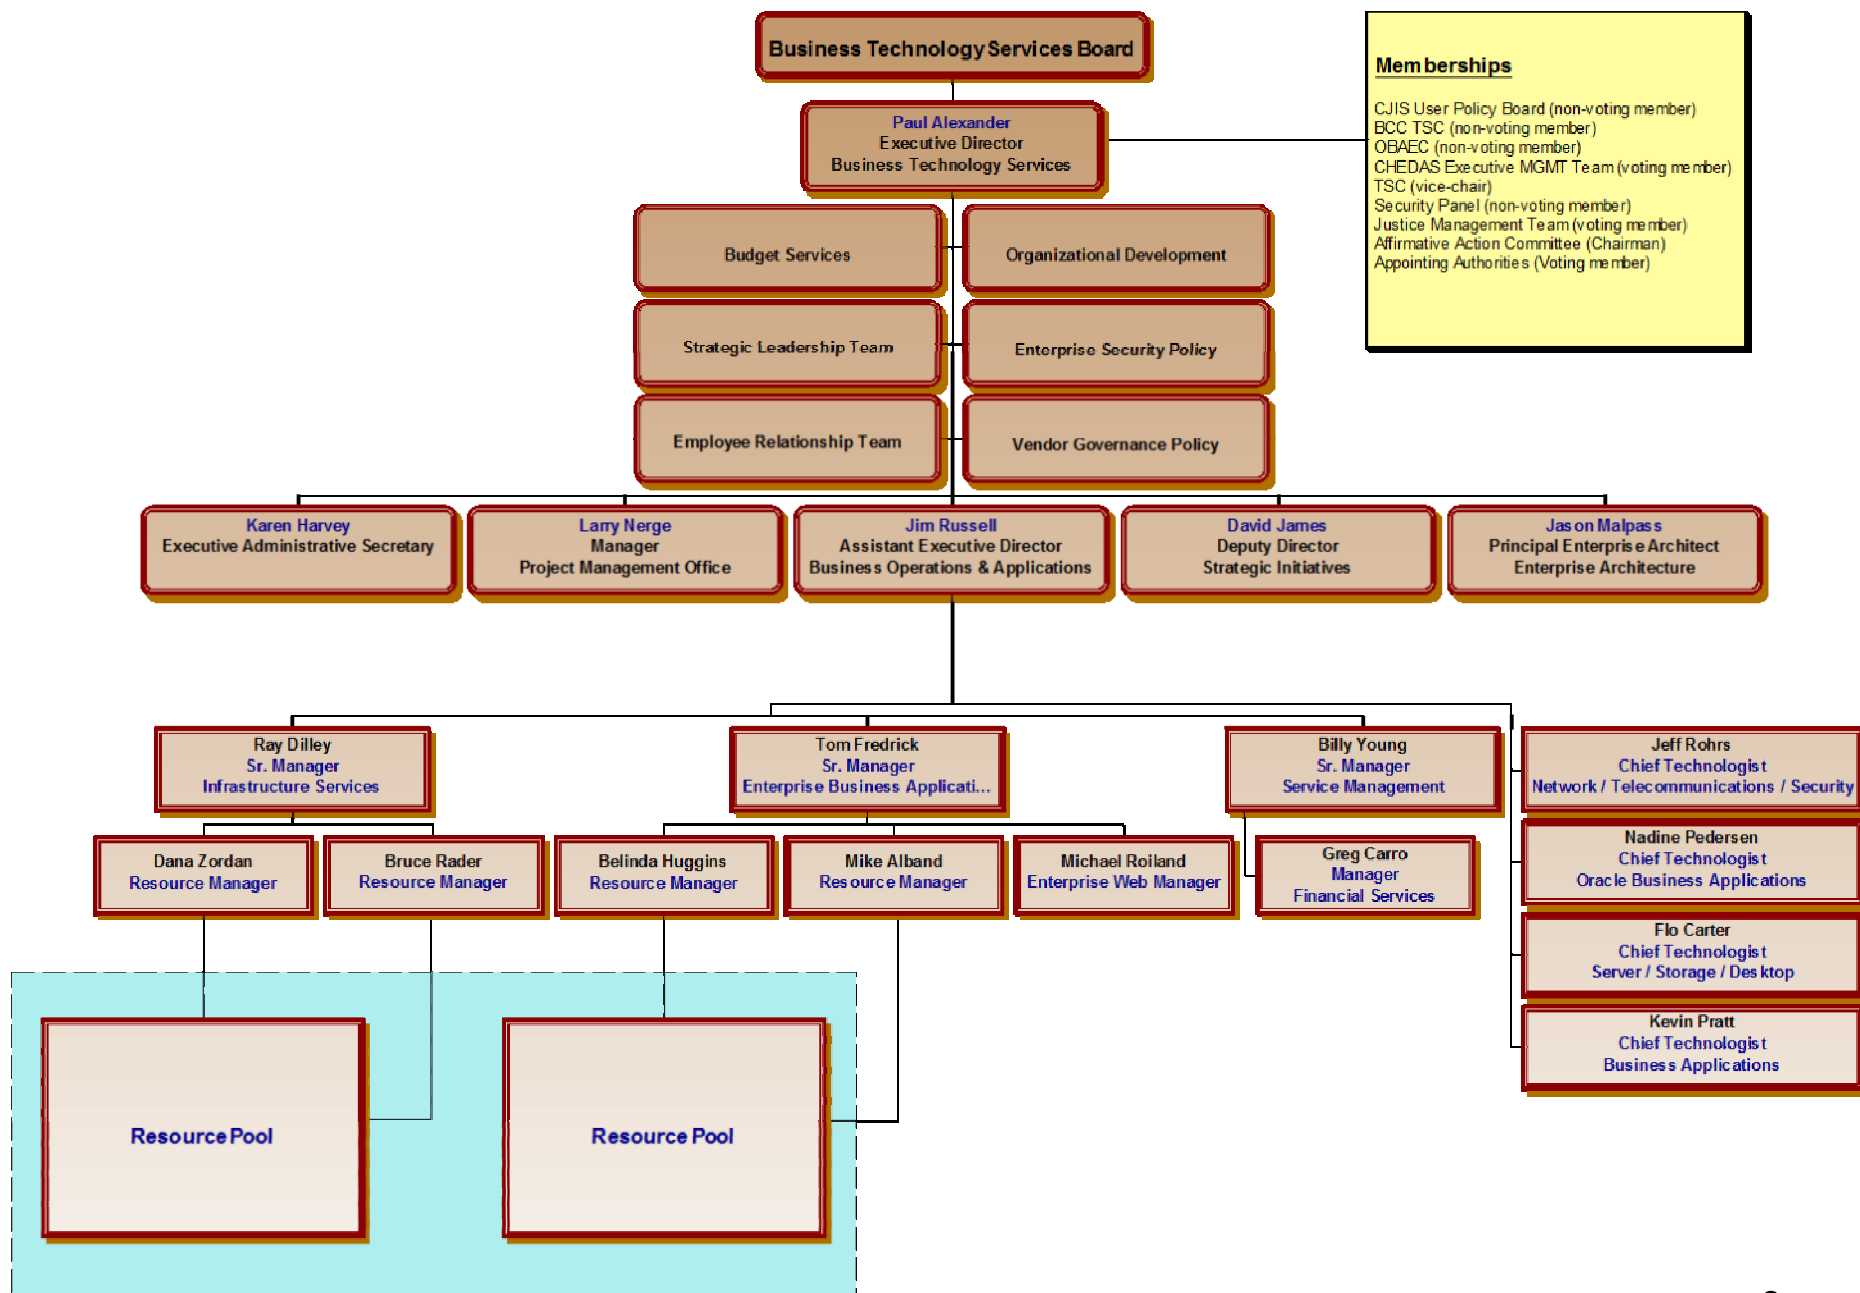 Business Technology Services Board
Paul Alexander
Executive Director
Business Technology Services
Memberships
CJIS User Policy Board (non-voting member)
BCC TSC (non-voting member)
OBAEC (non-voting member)
CHEDAS Executive MGMT Team (voting member)
TSC (vice-chair)
Security Panel (non-voting member)
Justice Management Team (voting member)
Affirmative Action Committee (Chairman)
Appointing Authorities (Voting member)
Budget Services
Organizational Development
Strategic Leadership Team
Enterprise Security Policy
Employee Relationship Team
Vendor Governance Policy
Karen Harvey
Executive Administrative Secretary
Larry Nerge
Manager
Project Management Office
Jim Russell
Assistant Executive Director
Business Operations & Applications
David James
Deputy Director
Strategic Initiatives
Jason Malpass
Principal Enterprise Architect
Enterprise Architecture
Ray Dilley
Sr. Manager
Infrastructure Services
Tom Fredrick
Sr. Manager
Enterprise Business Applicati...
Billy Young
Sr. Manager
Service Management
Jeff Rohrs
Chief Technologist
Network / Telecommunications / Security
Dana Zordan
Resource Manager
Bruce Rader
Resource Manager
Belinda Huggins
Resource Manager
Mike Alband
Resource Manager
Michael Roiland
Enterprise Web Manager
Greg Carro
Manager
Financial Services
Nadine Pedersen
Chief Technologist
Oracle Business Applications
Flo Carter
Chief Technologist
Server / Storage / Desktop
Kevin Pratt
Chief Technologist
Business Applications
Resource Pool
Resource Pool